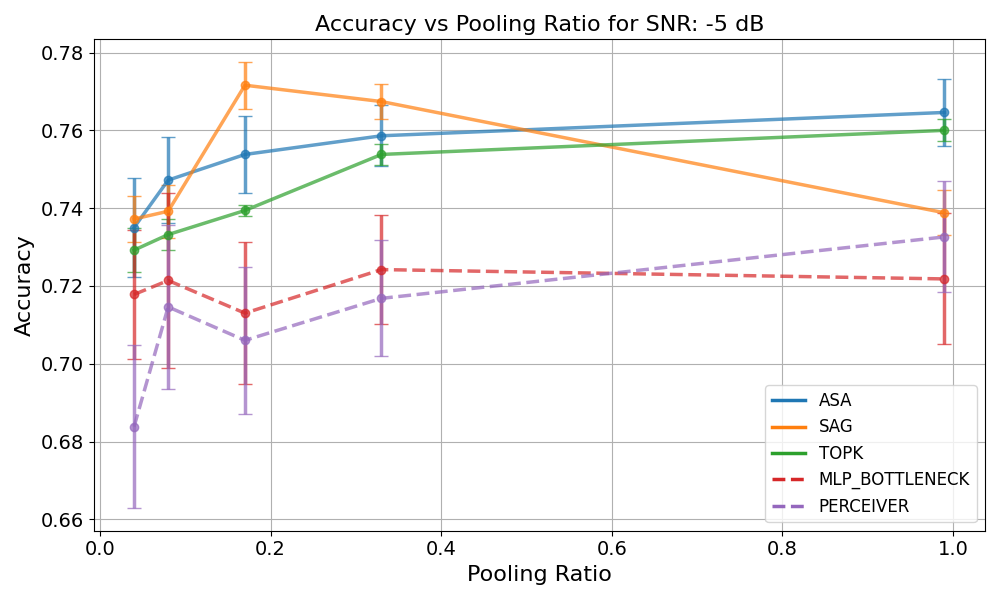 Accuracy vs Pooling Ratio for SNR: -5 dB
0.78
0.76
0.74
0.72
0.70
0.68
0.66
Accuracy
0.0
0.2
0.4
0.6
0.8
1.0
Pooling Ratio
ASA
SAG
TOPK
MLP_BOTTLENECK
PERCEIVER